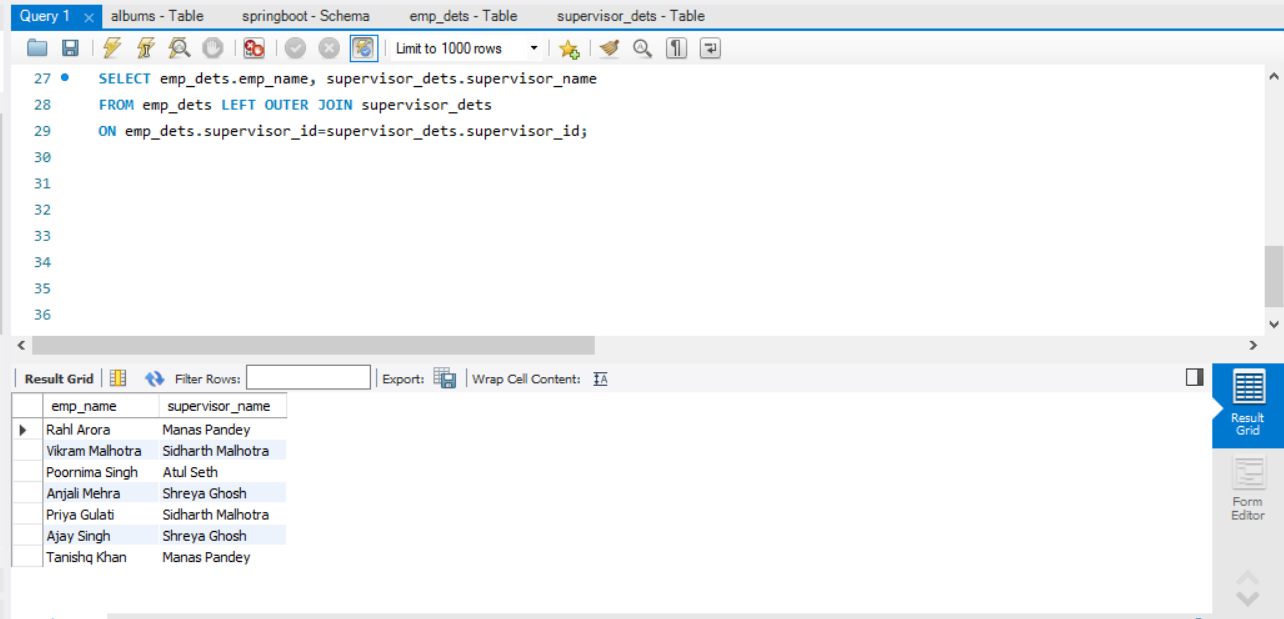 Query 1 × albums - Table springboot - Schema emp_dets - Table supervisor_dets - Table
Limit to 1000 rows
27 SELECT emp_dets.emp_name, supervisor_dets.supervisor_name
28 FROM emp_dets LEFT OUTER JOIN supervisor_dets
29 ON emp_dets.supervisor_id=supervisor_dets.supervisor_id;
30
31
32
33
34
35
36
Result Grid Filter Rows: Export: Wrap Cell Content: IA
emp_name supervisor_name
Rahl Arora Manas Pandey
Vikram Malhotra Sidharth Malhotra
Poornima Singh Atul Seth
Anjali Mehra Shreya Ghosh
Priya Gulati Sidharth Malhotra
Ajay Singh Shreya Ghosh
Tanishq Khan Manas Pandey
Result
Grid
Form
Editor